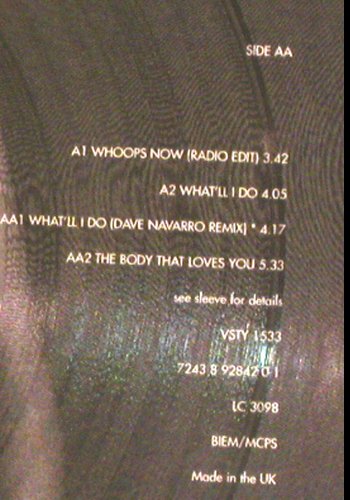 SIDE AA
A1 WHOOPS NOW (RADIO EDIT) 3.42
A2 WHAT'LL I DO 4.05
AA1 WHAT'LL I DO (DAVE NAVARRO REMIX) * 4.17
AA2 THE BODY THAT LOVES YOU 5.33
see sleeve for details
VSTY 1533
7243 8 92842 0 1
LC 3098
BIEM/MCPS
Made in the UK